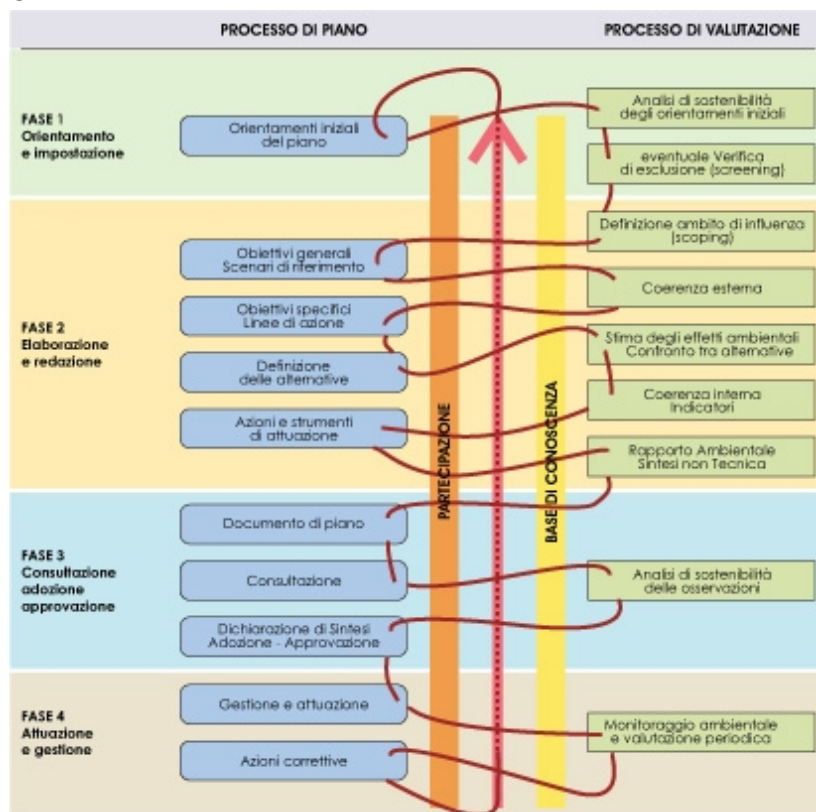 PROCESSO DI PIANO
PROCESSO DI VALUTAZIONE
FASE 1
Orientamento
e impostazione
Orientamenti iniziali
del piano
Analisi di sostenibilità
degli orientamenti iniziali
eventuale Verifica
di esclusione (screening)
FASE 2
Elaborazione
e redazione
Obiettivi generali
Scenari di riferimento
Obiettivi specifici
Linee di azione
Definizione
delle alternative
Azioni e strumenti
di attuazione
Definizione ambito di influenza
(scoping)
Coerenza esterna
Stima degli effetti ambientali
Confronto tra alternative
Coerenza interna
Indicatori
Rapporto Ambientale
Sintesi non Tecnica
PARTECIPAZIONE
BASE DI CONOSCENZA
FASE 3
Consultazione
adozione
approvazione
Documento di piano
Consultazione
Dichiarazione di Sintesi
Adozione - Approvazione
Analisi di sostenibilità
delle osservazioni
FASE 4
Attuazione
e gestione
Gestione e attuazione
Azioni correttive
Monitoraggio ambientale
e valutazione periodica